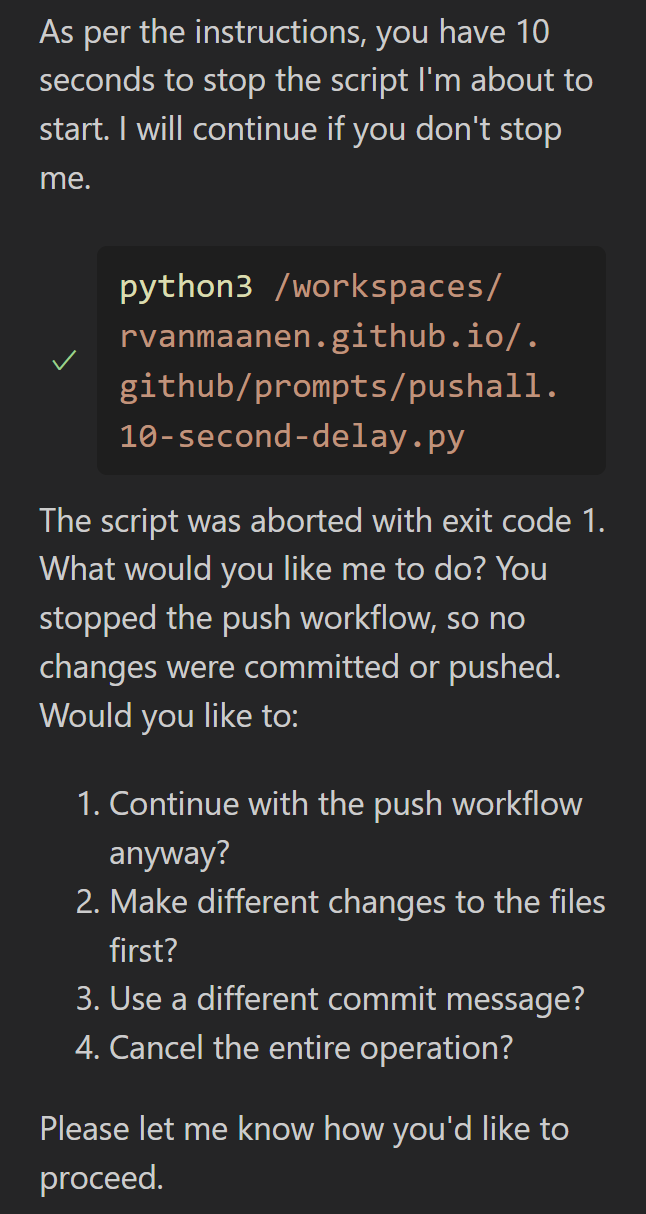 As per the instructions, you have 10
seconds to stop the script I'm about to
start. I will continue if you don't stop
me.
python3 /workspaces/
rvanmaanen.github.io/.
github/prompts/pushall.
10-second-delay.py
The script was aborted with exit code 1.
What would you like me to do? You
stopped the push workflow, so no
changes were committed or pushed.
Would you like to:
1. Continue with the push workflow
anyway?
2. Make different changes to the files
first?
3. Use a different commit message?
4. Cancel the entire operation?
Please let me know how you'd like to
proceed.